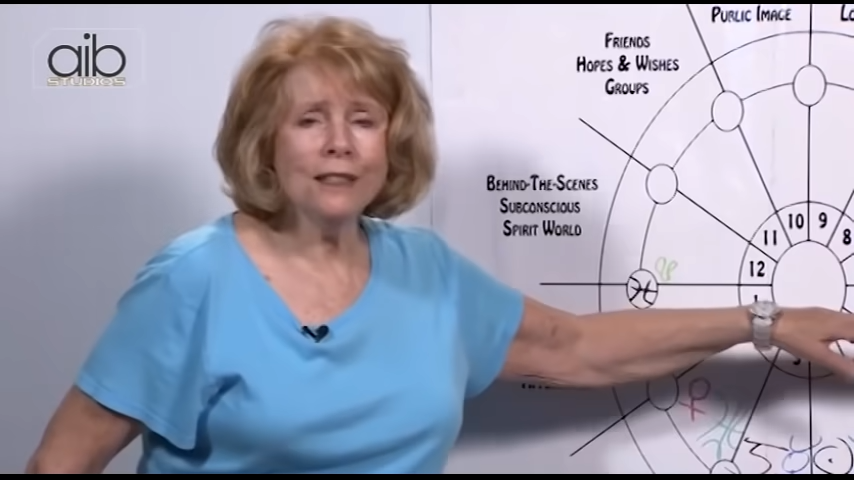 aib
STUDIOS
PUBLIC IMAGE
FRIENDS
HOPES & WISHES
GROUPS
BEHIND-THE-SCENES
SUBCONSCIOUS
SPIRIT WORLD
10
9
11
8
12